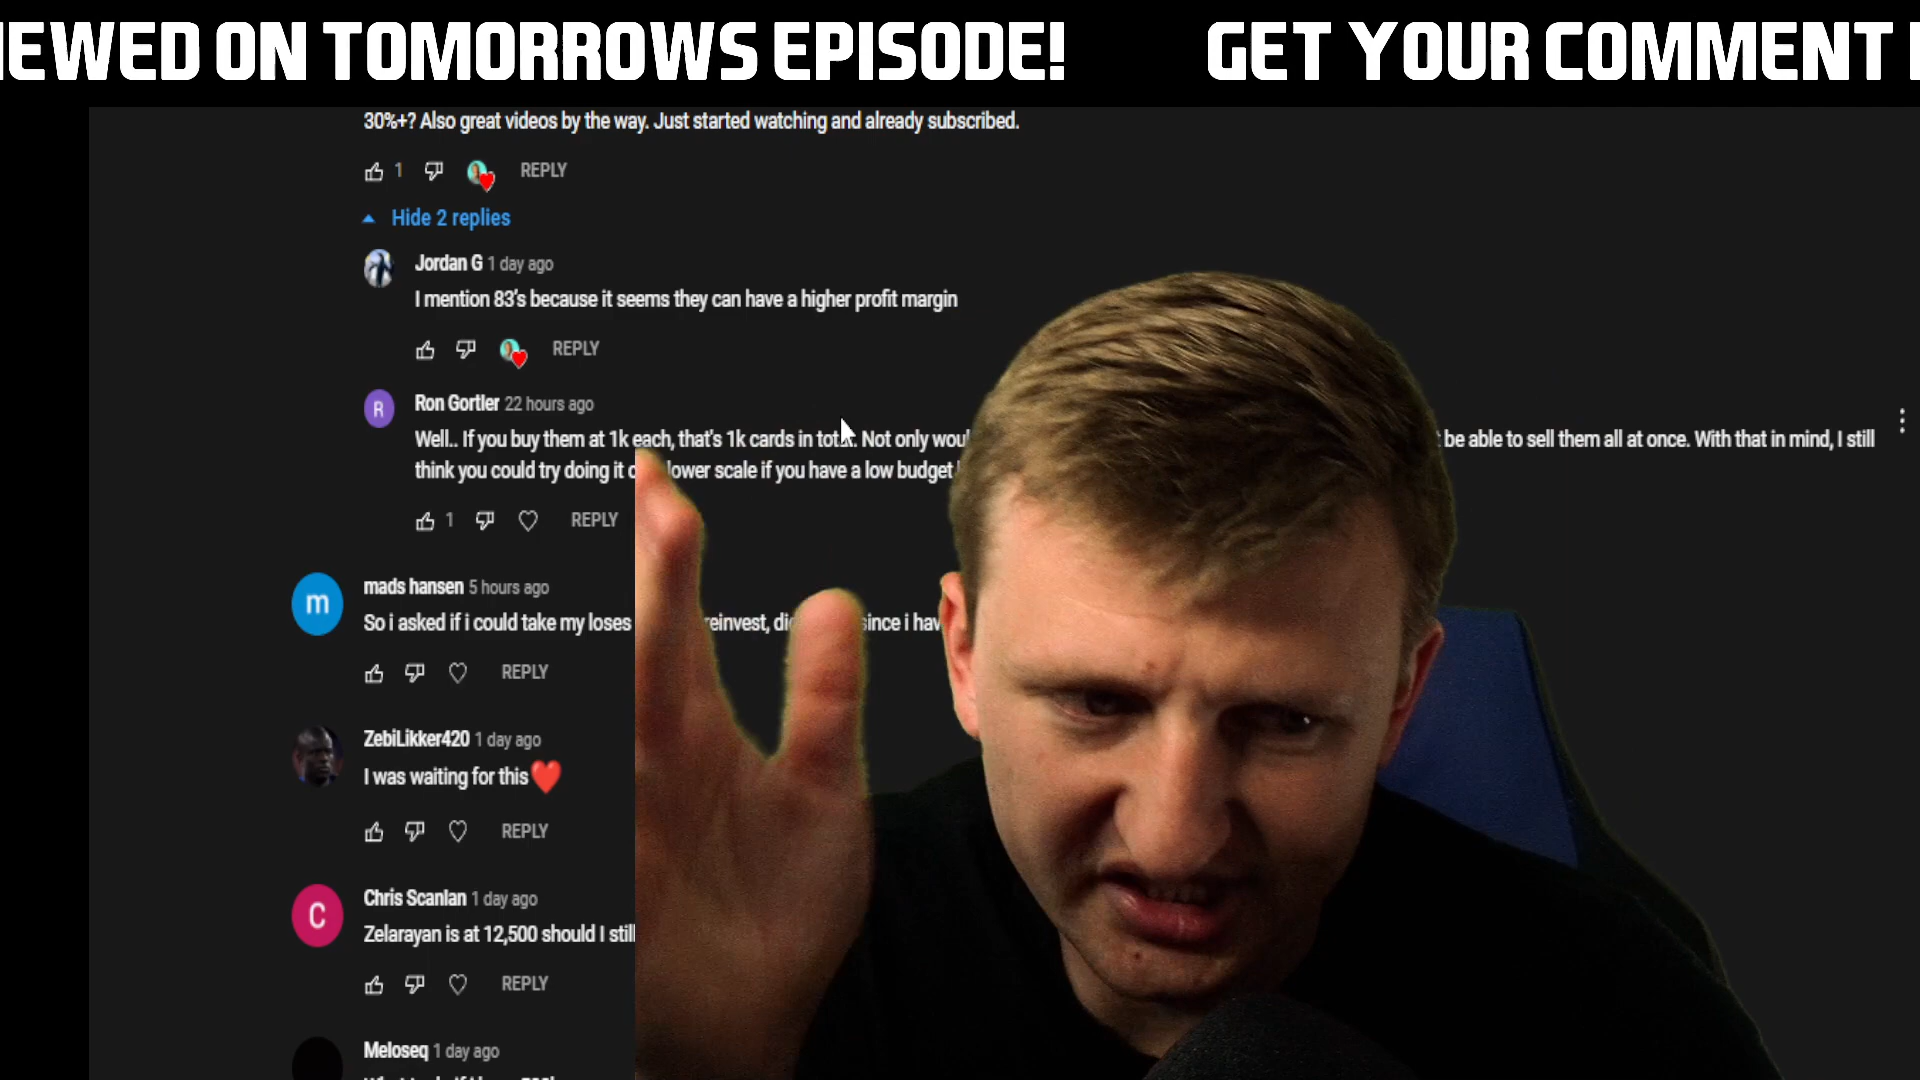 EWED ON TOMORROWS EPISODE! GET YOUR COMMENT
30%+? Also great videos by the way. Just started watching and already subscribed.
1 REPLY
Hide 2 replies
Jordan G 1 day ago
I mention 83's because it seems they can have a higher profit margin
REPLY
R
Ron Gortler 22 hours ago
Well.. If you buy them at 1k each, that's 1k cards in total. Not only be able to sell them all at once. With that in mind, I still
think you could try doing it lower scale if you have a low budget
1 REPLY
m
mads hansen 5 hours ago
So i asked if i could take my loses reinvest, since i
REPLY
ZebiLikker420 1 day ago
I was waiting for this❤️
REPLY
C
Chris Scanlan 1 day ago
Zelarayan is at 12,500 should I still
REPLY
Meloseq 1 day ago